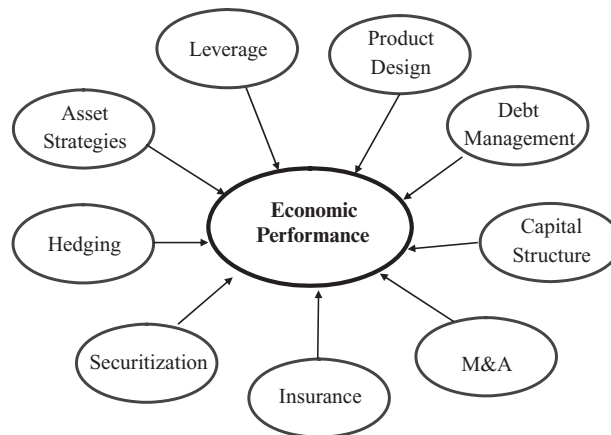 Leverage
Product
Design
Asset
Strategies
Debt
Management
Economic
Performance
Hedging
Capital
Structure
Securitization
M&A
Insurance